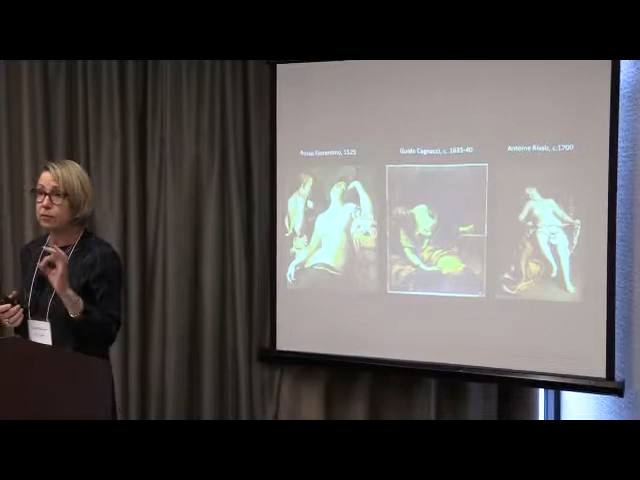 Rosso Fiorentino, 1525
Guido Cagnacci, c. 1635-40
Antoine Rivalz, c.1700